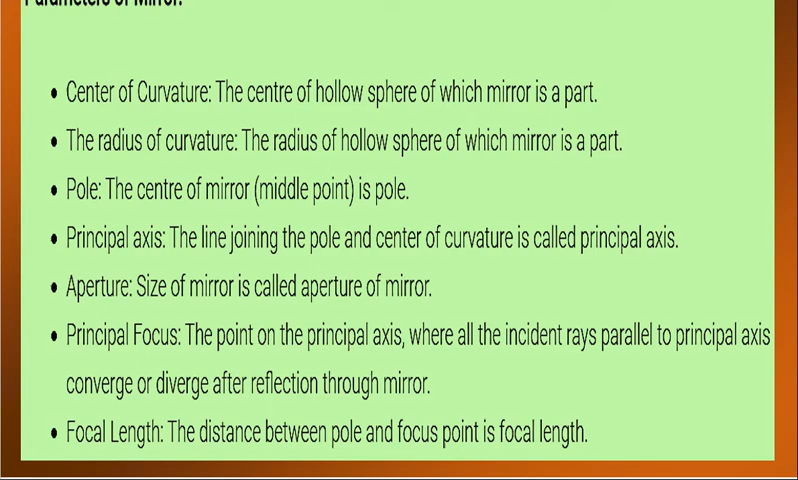 Parameters of Mirror:
• Center of Curvature: The centre of hollow sphere of which mirror is a part.
• The radius of curvature: The radius of hollow sphere of which mirror is a part.
• Pole: The centre of mirror (middle point) is pole.
• Principal axis: The line joining the pole and center of curvature is called principal axis.
• Aperture: Size of mirror is called aperture of mirror.
• Principal Focus: The point on the principal axis, where all the incident rays parallel to principal axis
converge or diverge after reflection through mirror.
• Focal Length: The distance between pole and focus point is focal length.